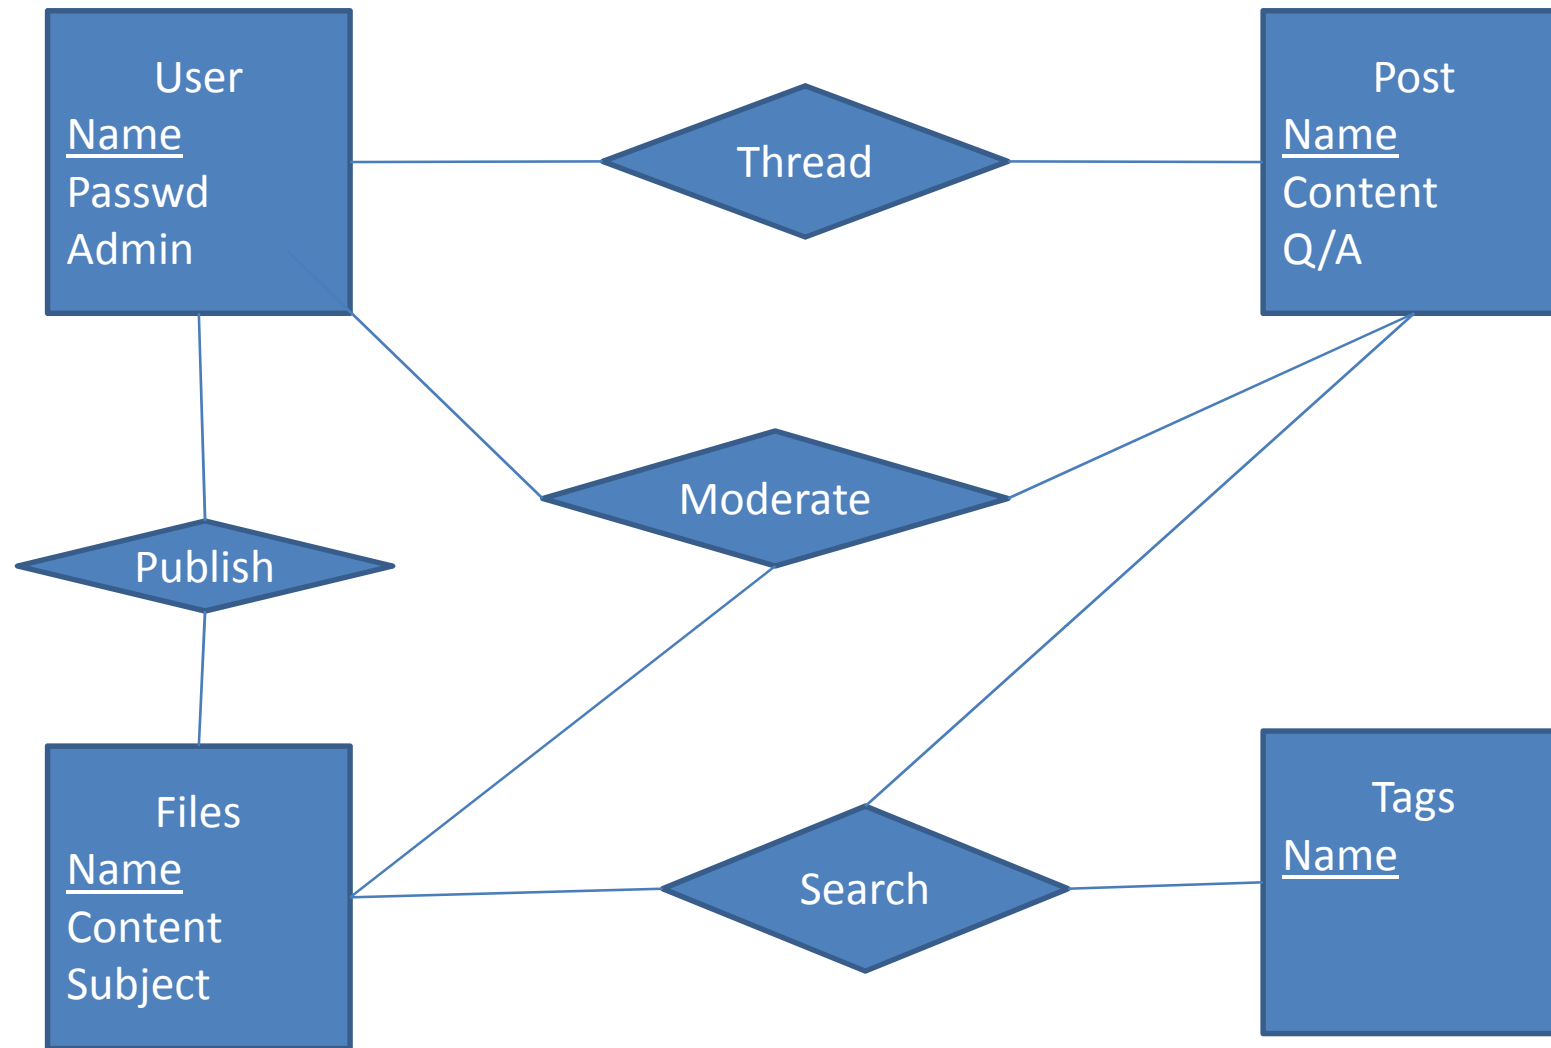 User
Name
Passwd
Admin
Thread
Post
Name
Content
Q/A
Moderate
Publish
Files
Name
Content
Subject
Search
Tags
Name